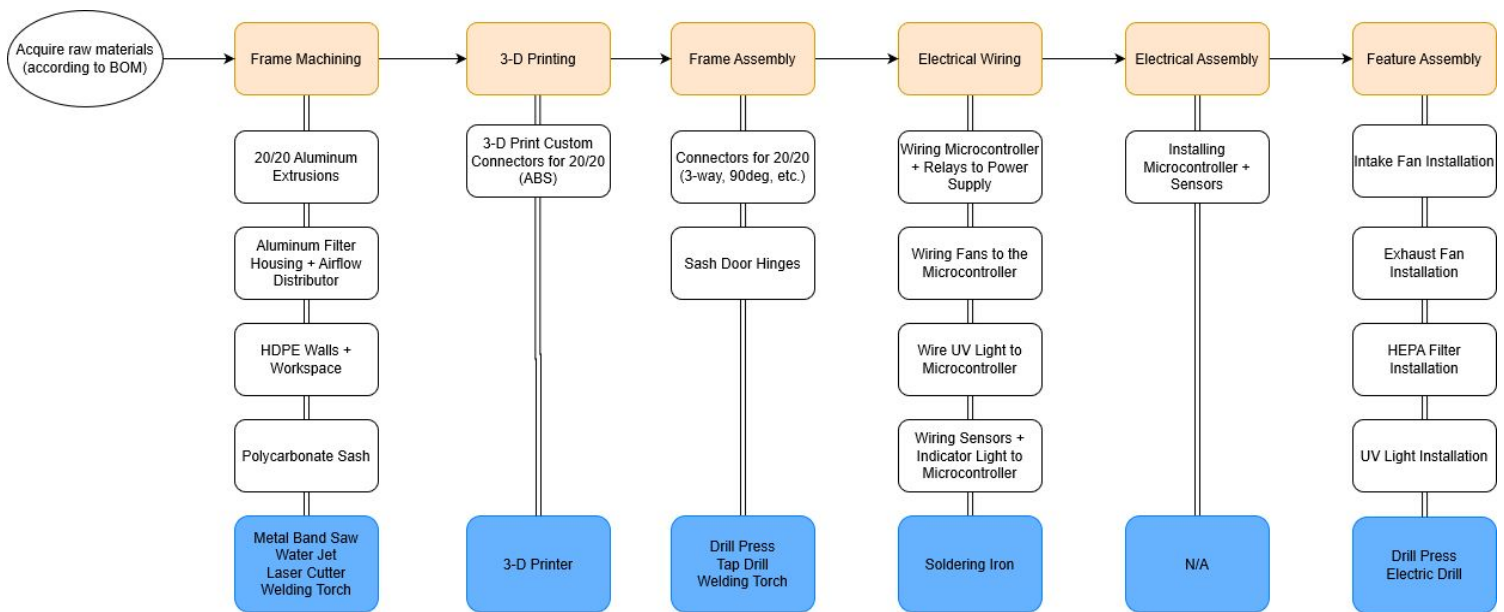 Acquire raw materials
(according to BOM)
Frame Machining
3-D Printing
Frame Assembly
Electrical Wiring
Electrical Assembly
Feature Assembly
20/20 Aluminum
Extrusions
Aluminum Filter
Housing + Airflow
Distributor
HDPE Walls +
Workspace
Polycarbonate Sash
Metal Band Saw
Water Jet
Laser Cutter
Welding Torch
3-D Print Custom
Connectors for 20/20
(ABS)
3-D Printer
Connectors for 20/20
(3-way, 90deg, etc.)
Sash Door Hinges
Drill Press
Tap Drill
Welding Torch
Wiring Microcontroller
+ Relays to Power
Supply
Wiring Fans to the
Microcontroller
Wire UV Light to
Microcontroller
Wiring Sensors +
Indicator Light to
Microcontroller
Soldering Iron
Installing
Microcontroller +
Sensors
N/A
Intake Fan Installation
Exhaust Fan
Installation
HEPA Filter
Installation
UV Light Installation
Drill Press
Electric Drill